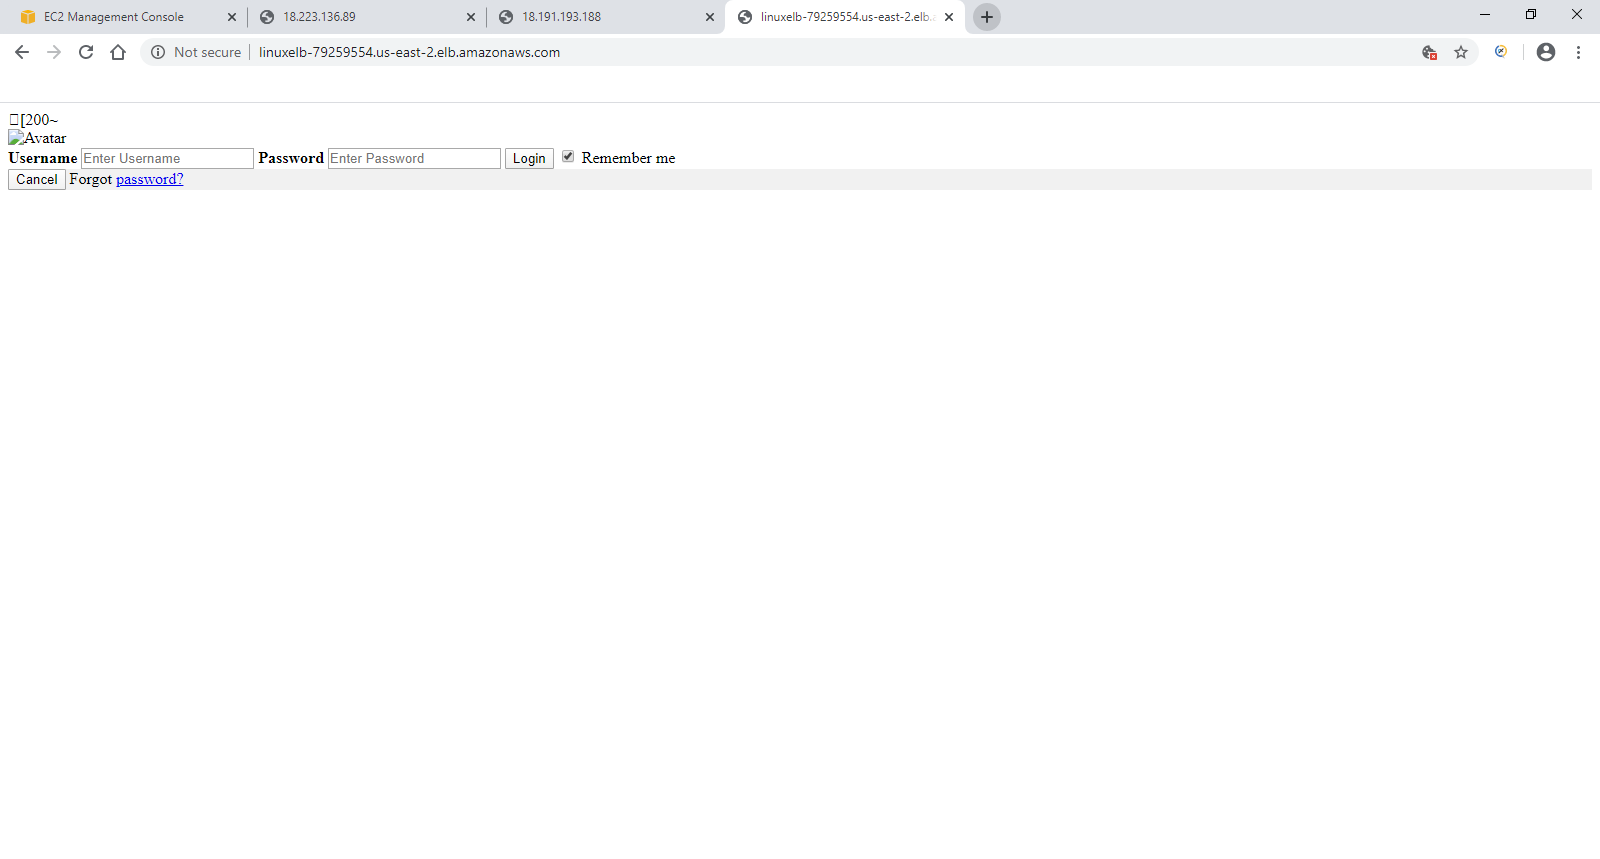 EC2 Management Console
18.223.136.89
18.191.193.188
linuxelb-79259554.us-east-2.elb.
Not secure
linuxelb-79259554.us-east-2.elb.amazonaws.com
[200~
Avatar
Username Enter Username Password Enter Password Login Remember me
Cancel Forgot password?